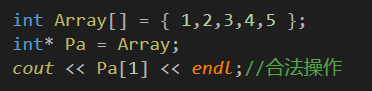 int Array[] = { 1,2,3,4,5 };
int* Pa = Array;
cout << Pa[1] << endl;//合法操作